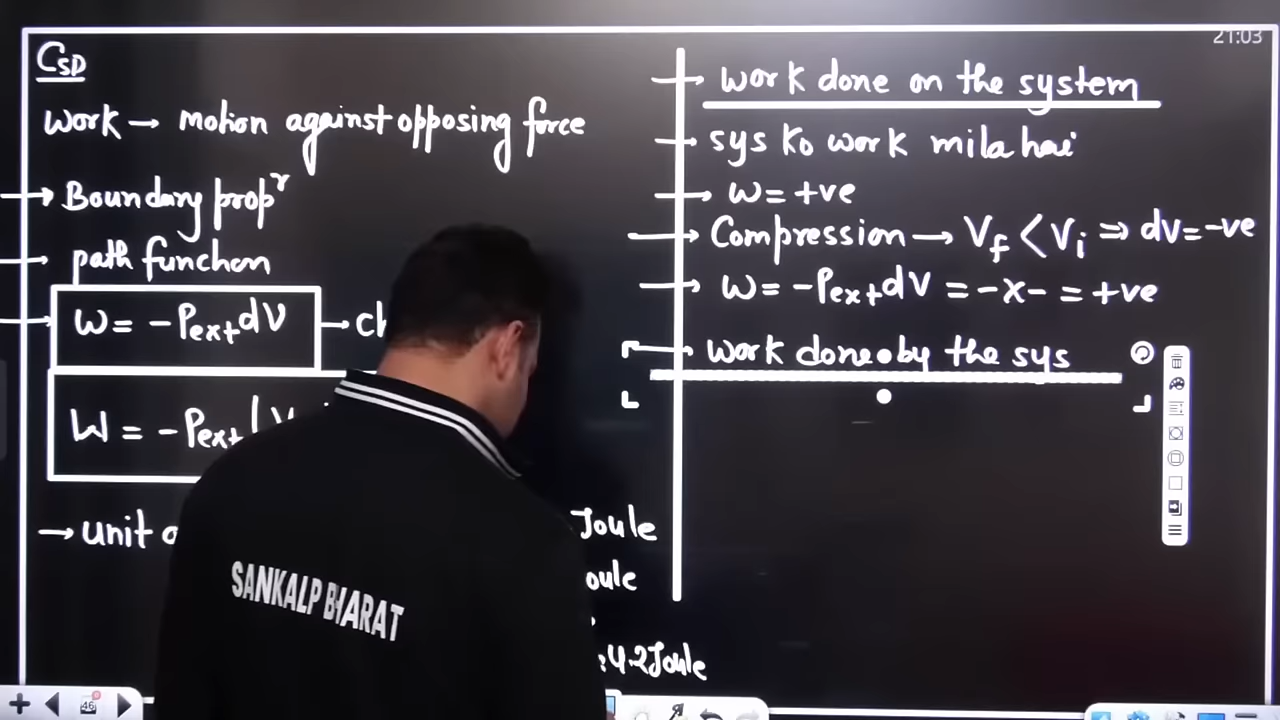 CSD
work → motion against opposing force
→ Boundary propʳ
→ path function
→ w = -Pext dV → ch
W = -Pext
→ unit o
Joule
oule
4.2 Joule
→ work done on the system
→ sys ko work mila hai
→ w = +ve
→ Compression → Vf < Vi ⇒ dv = -ve
→ w = -Pext dV = -x- = +ve
→ work done by the sys
21:03
SANKALP BHARAT
46